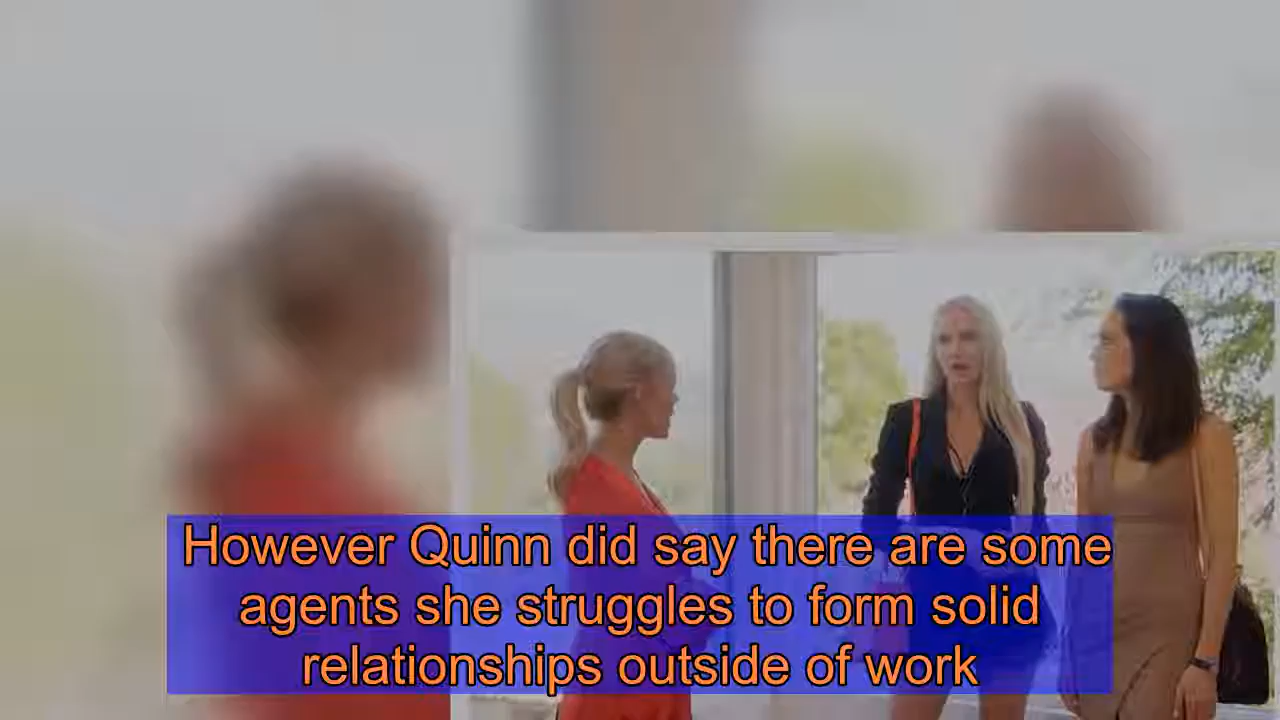 However Quinn did say there are some
agents she struggles to form solid
relationships outside of work